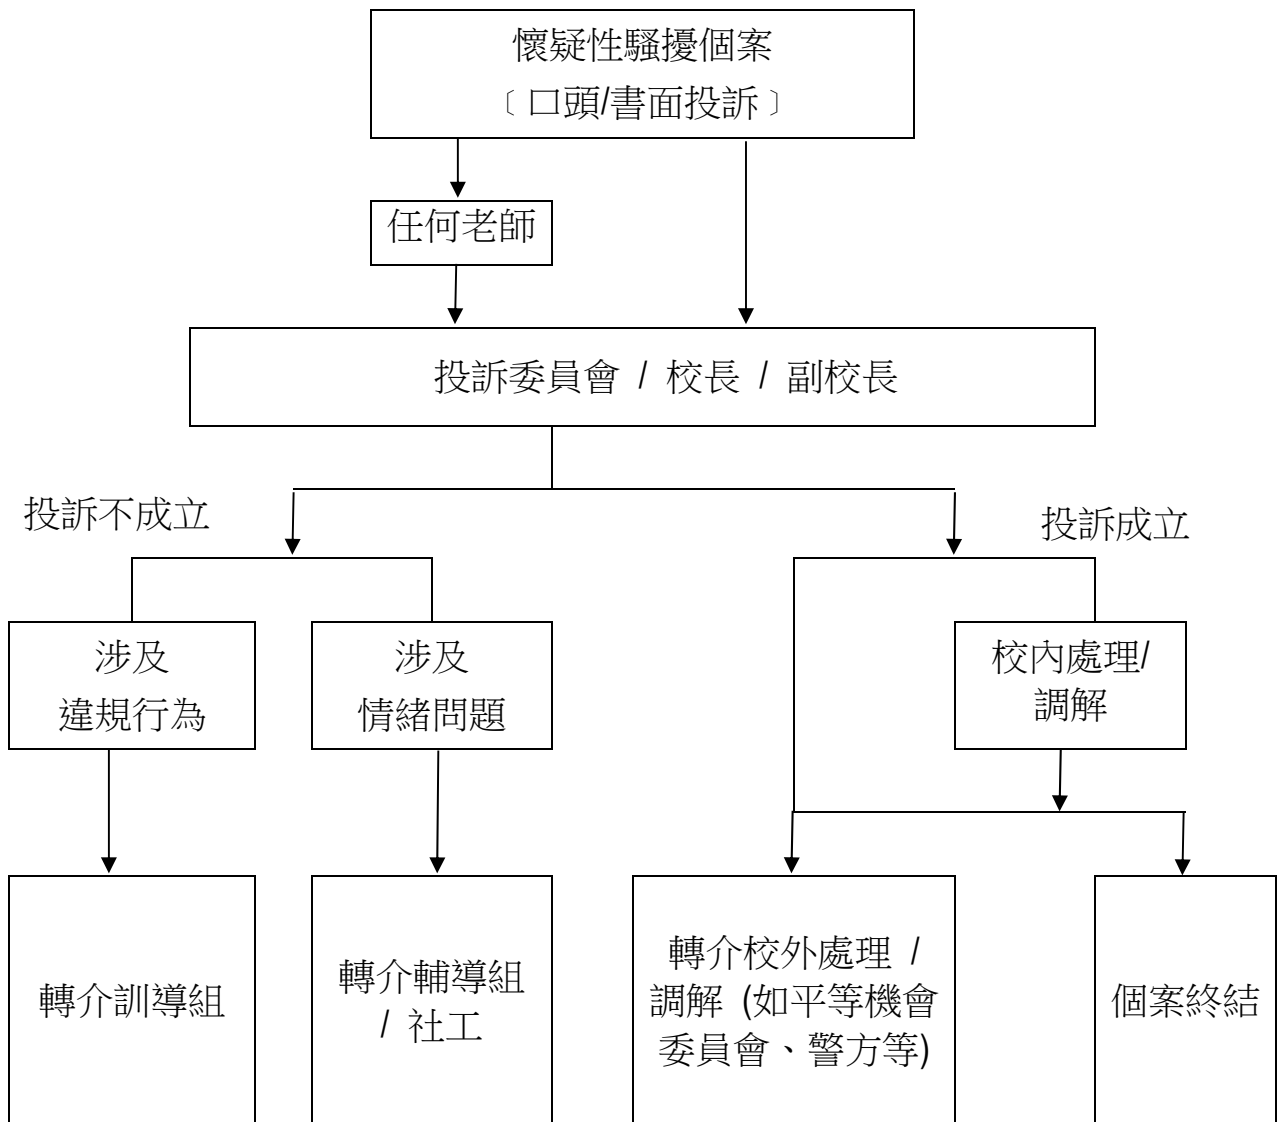 懷疑性騷擾個案
﹝口頭/書面投訴﹞
任何老師
投訴委員會 / 校長 / 副校長
投訴不成立
投訴成立
涉及
違規行為
涉及
情緒問題
校內處理/
調解
轉介訓導組
轉介輔導組
/ 社工
轉介校外處理 /
調解 (如平等機會
委員會、警方等)
個案終結